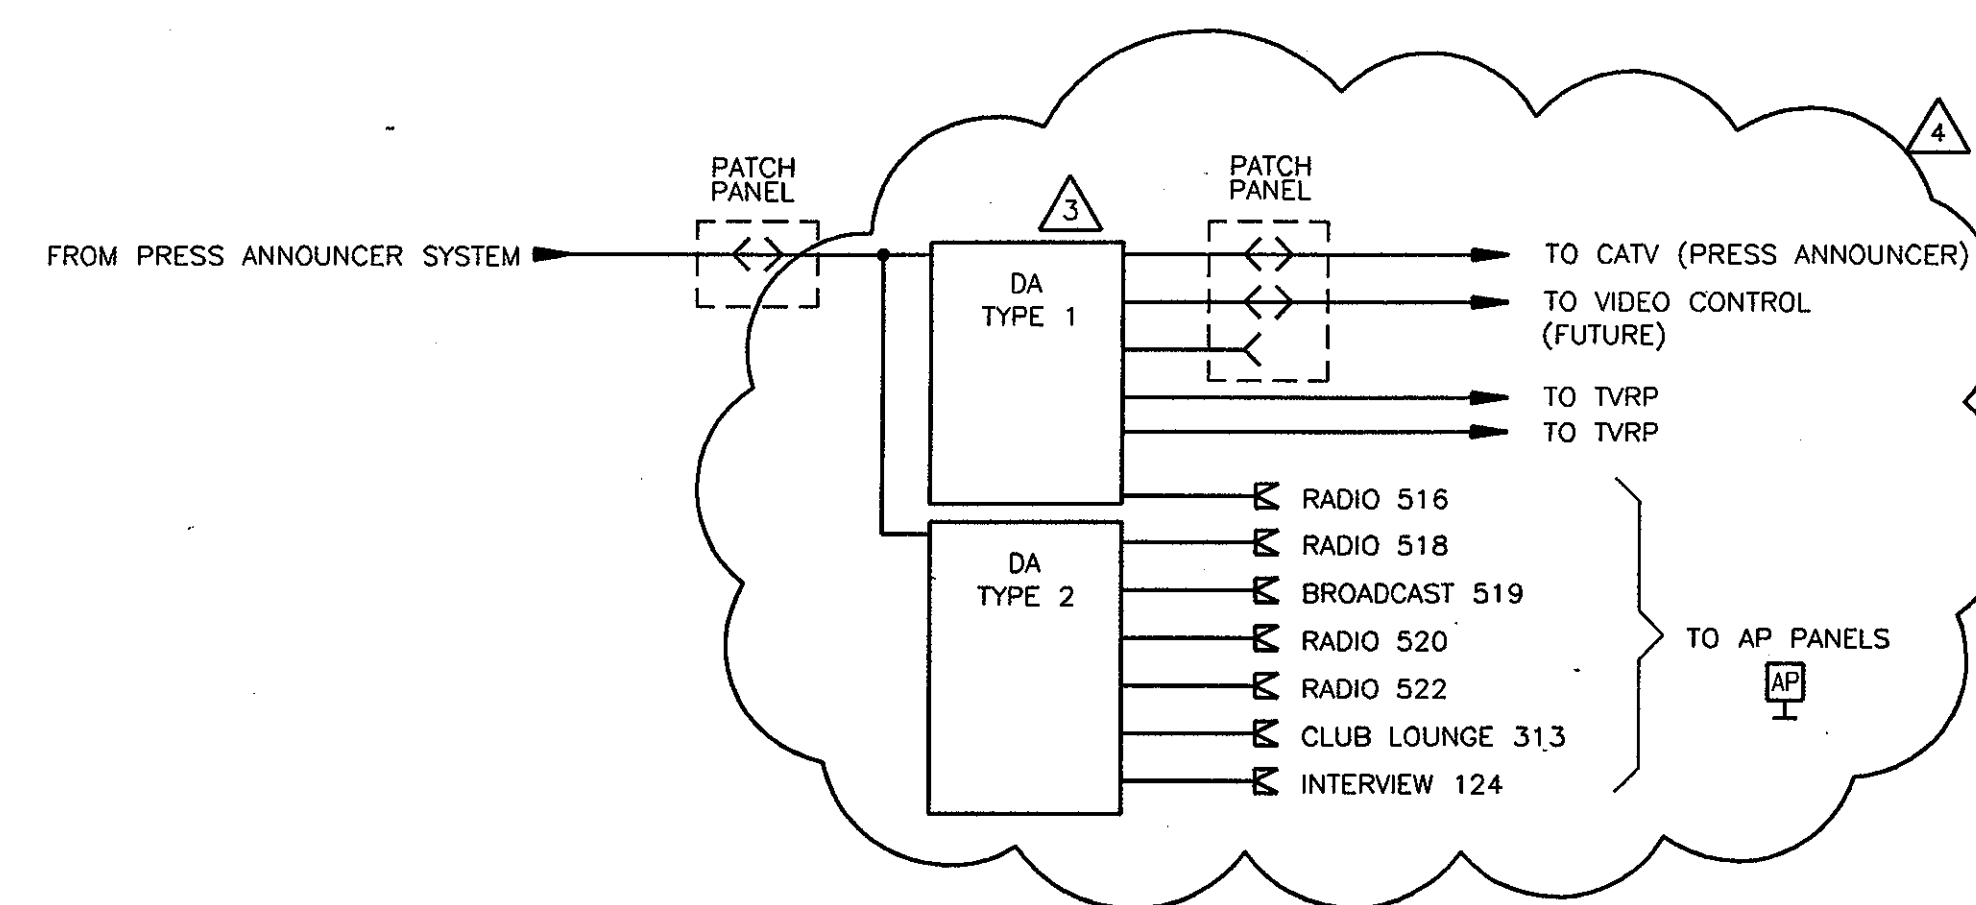 4
PATCH
PANEL
3
PATCH
PANEL
FROM PRESS ANNOUNCER SYSTEM
TO CATV (PRESS ANNOUNCER)
DA
TYPE 1
TO VIDEO CONTROL
(FUTURE)
TO TVRP
TO TVRP
RADIO 516
RADIO 518
DA
TYPE 2
BROADCAST 519
RADIO 520
TO AP PANELS
RADIO 522
AP
CLUB LOUNGE 313
INTERVIEW 124